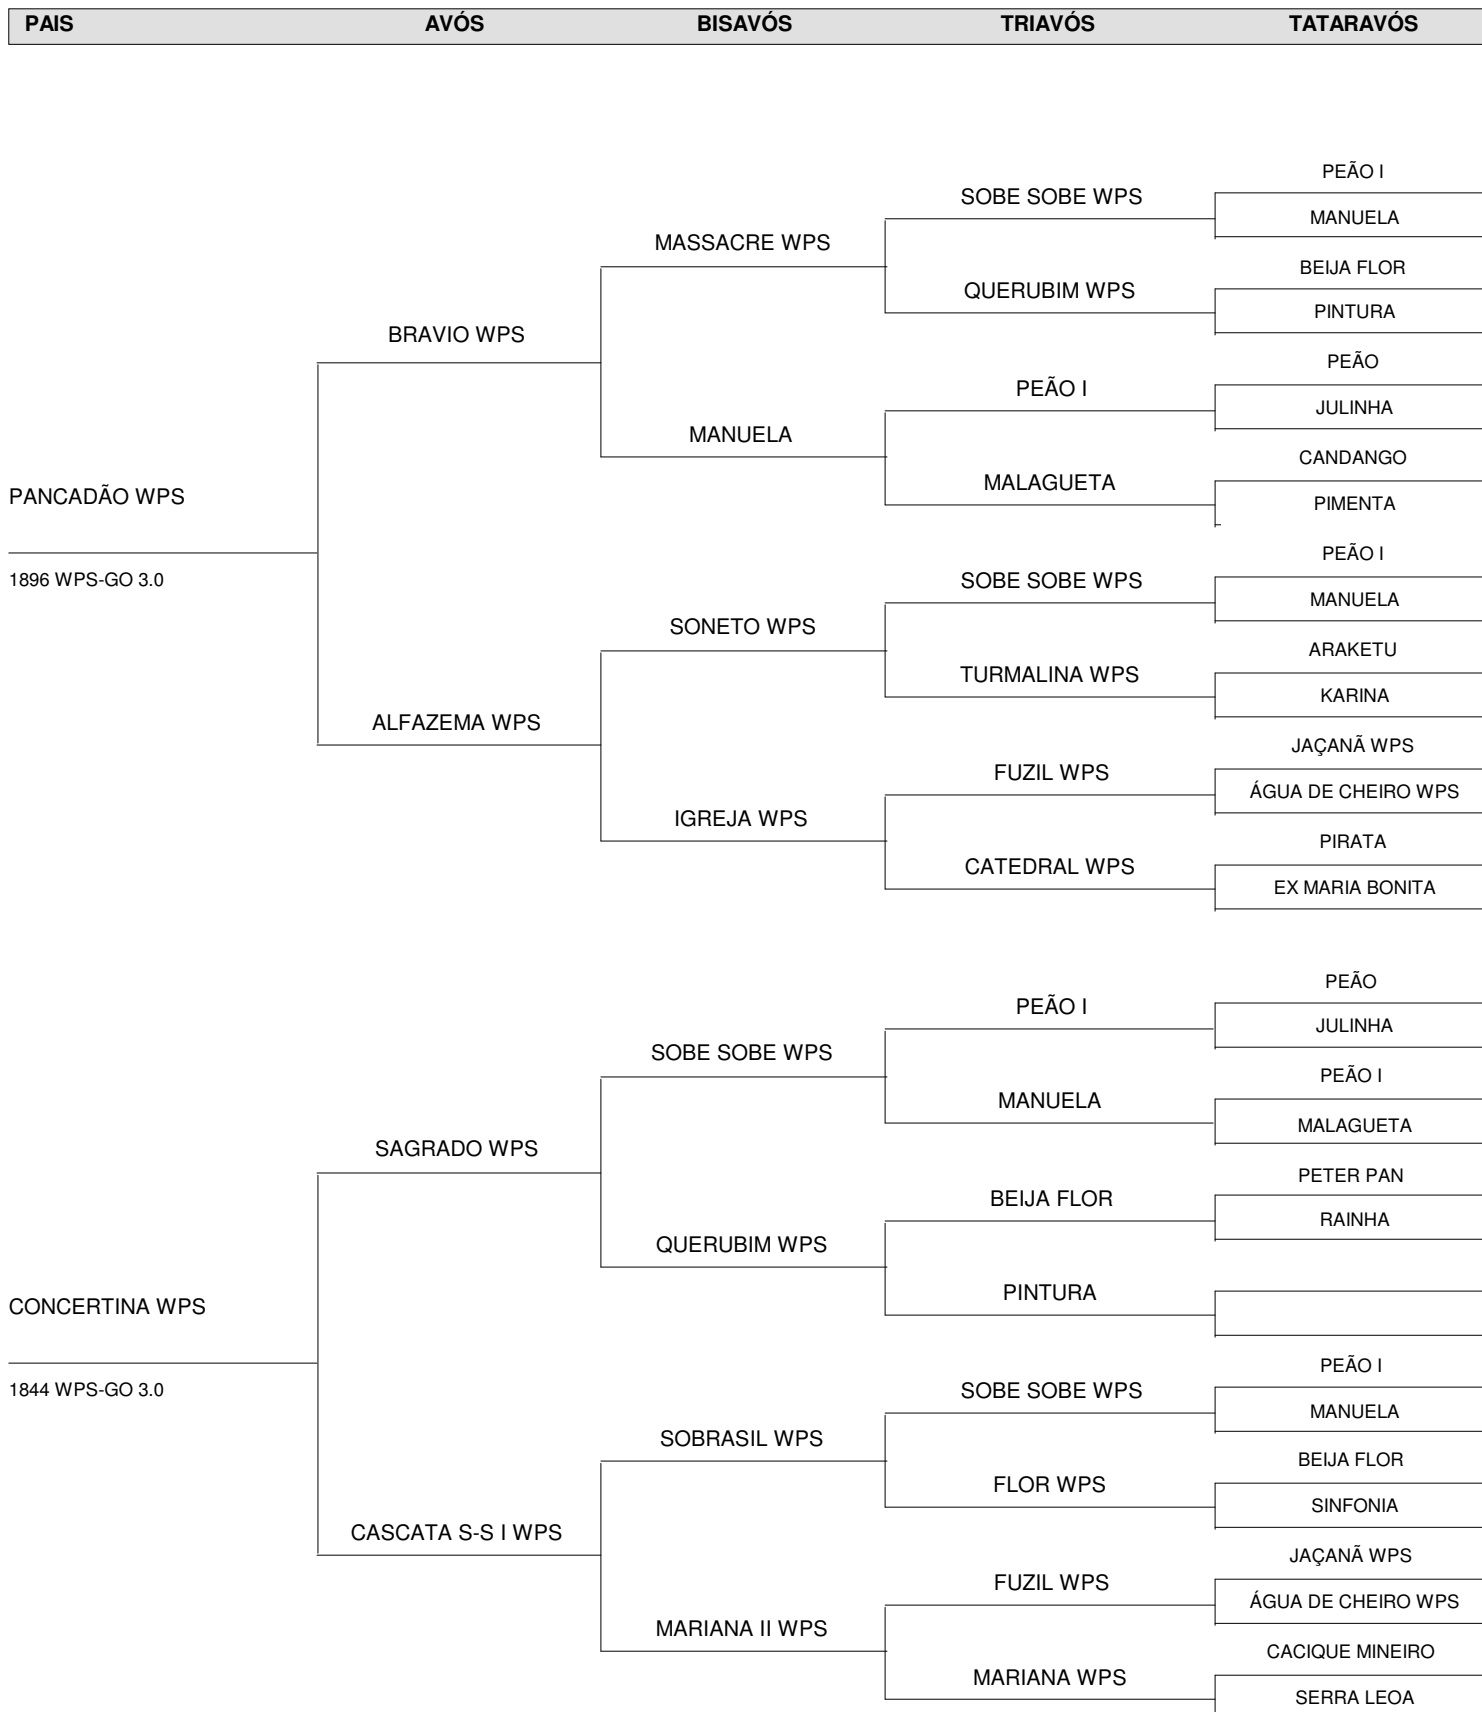 PAIS AVÓS BISAVÓS TRIAVÓS TATARAVÓS
PEÃO I
SOBE SOBE WPS
MANUELA
MASSACRE WPS
BEIJA FLOR
QUERUBIM WPS
PINTURA
BRAVIO WPS
PEÃO
PEÃO I
JULINHA
MANUELA
CANDANGO
MALAGUETA
PANCADÃO WPS
PIMENTA
PEÃO I
1896 WPS-GO 3.0
SOBE SOBE WPS
MANUELA
SONETO WPS
ARAKETU
TURMALINA WPS
KARINA
ALFAZEMA WPS
JAÇANÃ WPS
FUZIL WPS
ÁGUA DE CHEIRO WPS
IGREJA WPS
PIRATA
CATEDRAL WPS
EX MARIA BONITA
PEÃO
PEÃO I
JULINHA
SOBE SOBE WPS
PEÃO I
MANUELA
MALAGUETA
SAGRADO WPS
PETER PAN
BEIJA FLOR
RAINHA
QUERUBIM WPS
PINTURA
CONCERTINA WPS
PEÃO I
1844 WPS-GO 3.0
SOBE SOBE WPS
MANUELA
SOBRASIL WPS
BEIJA FLOR
FLOR WPS
SINFONIA
CASCATA S-S I WPS
JAÇANÃ WPS
FUZIL WPS
ÁGUA DE CHEIRO WPS
MARIANA II WPS
CACIQUE MINEIRO
MARIANA WPS
SERRA LEOA